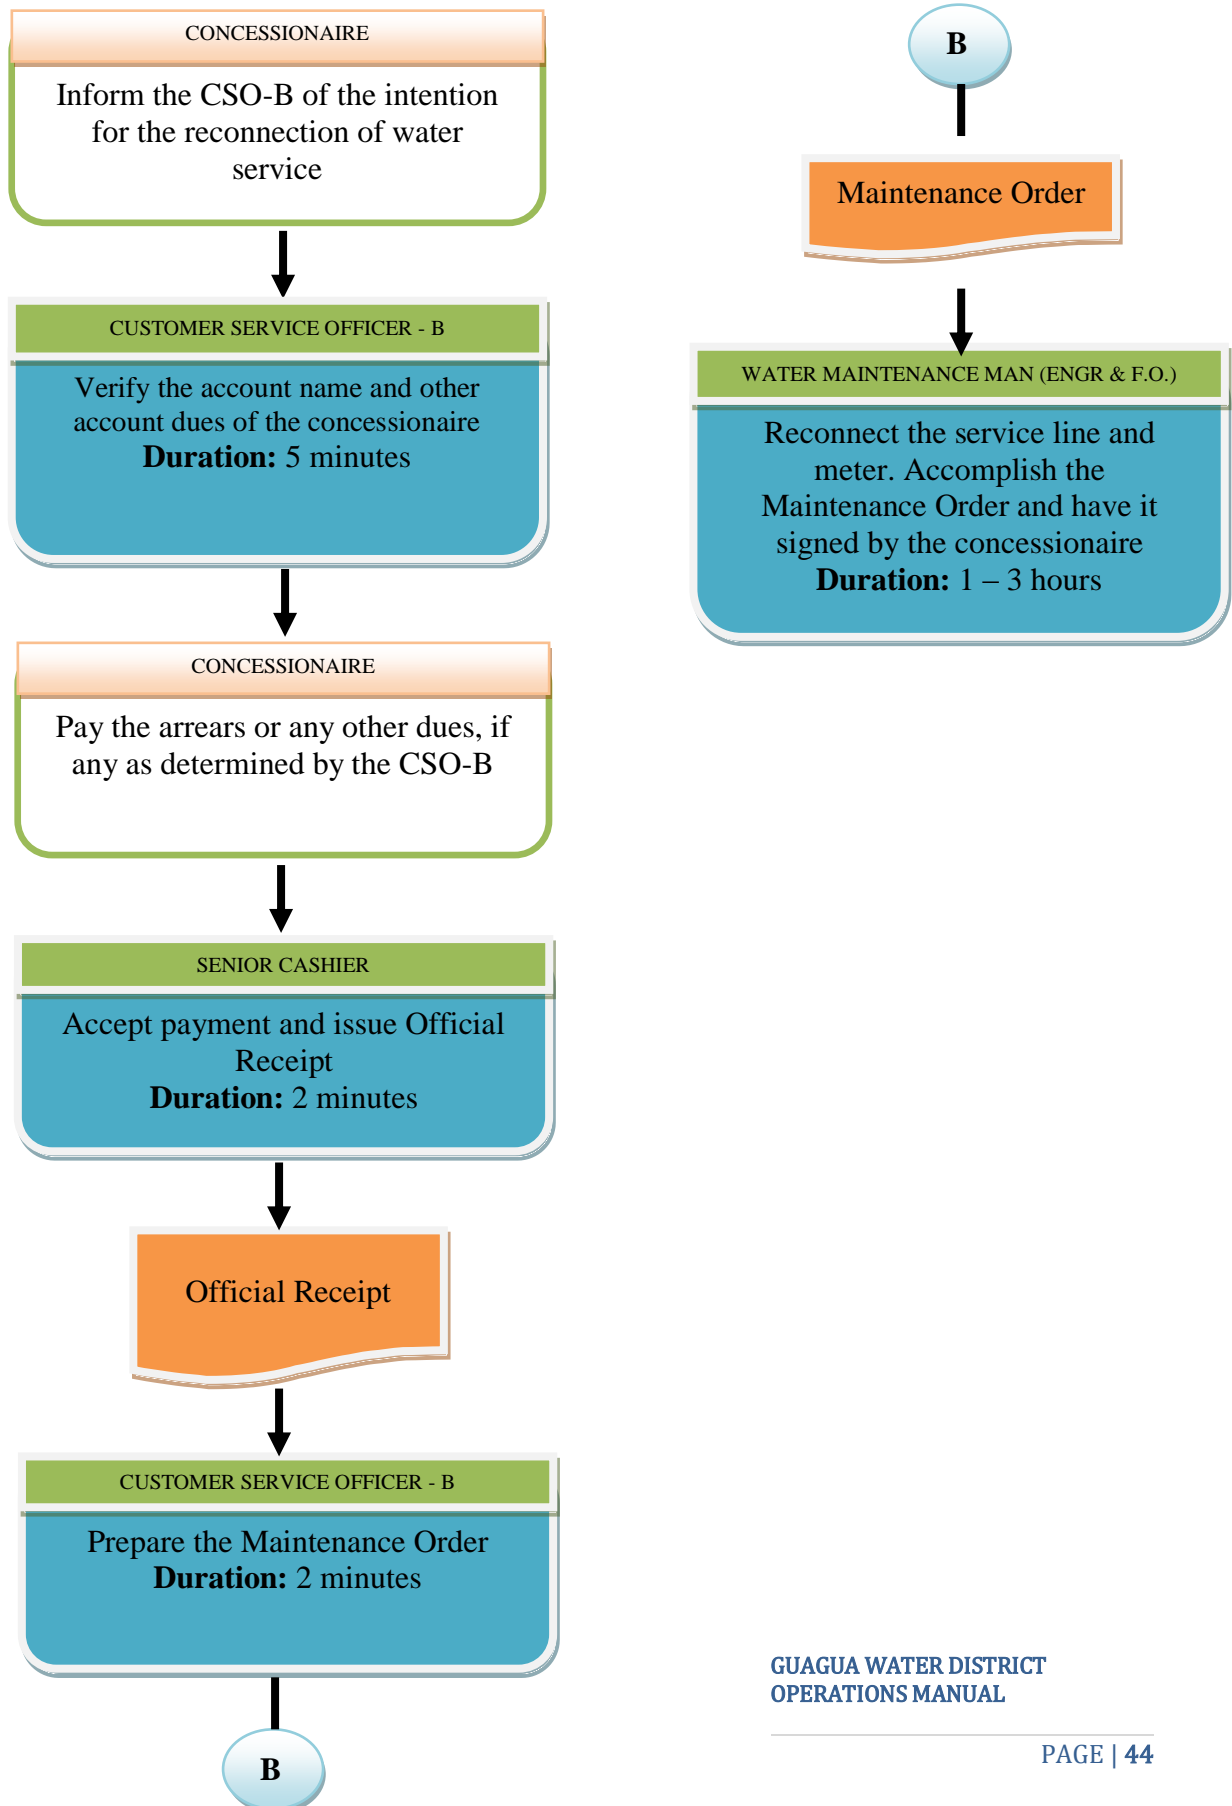 CONCESSIONAIRE
Inform the CSO-B of the intention
for the reconnection of water
service
CUSTOMER SERVICE OFFICER - B
Verify the account name and other
account dues of the concessionaire
Duration: 5 minutes
CONCESSIONAIRE
Pay the arrears or any other dues, if
any as determined by the CSO-B
SENIOR CASHIER
Accept payment and issue Official
Receipt
Duration: 2 minutes
Official Receipt
CUSTOMER SERVICE OFFICER - B
Prepare the Maintenance Order
Duration: 2 minutes
B
B
Maintenance Order
WATER MAINTENANCE MAN (ENGR & F.O.)
Reconnect the service line and
meter. Accomplish the
Maintenance Order and have it
signed by the concessionaire
Duration: 1 – 3 hours
GUAGUA WATER DISTRICT
OPERATIONS MANUAL
PAGE | 44